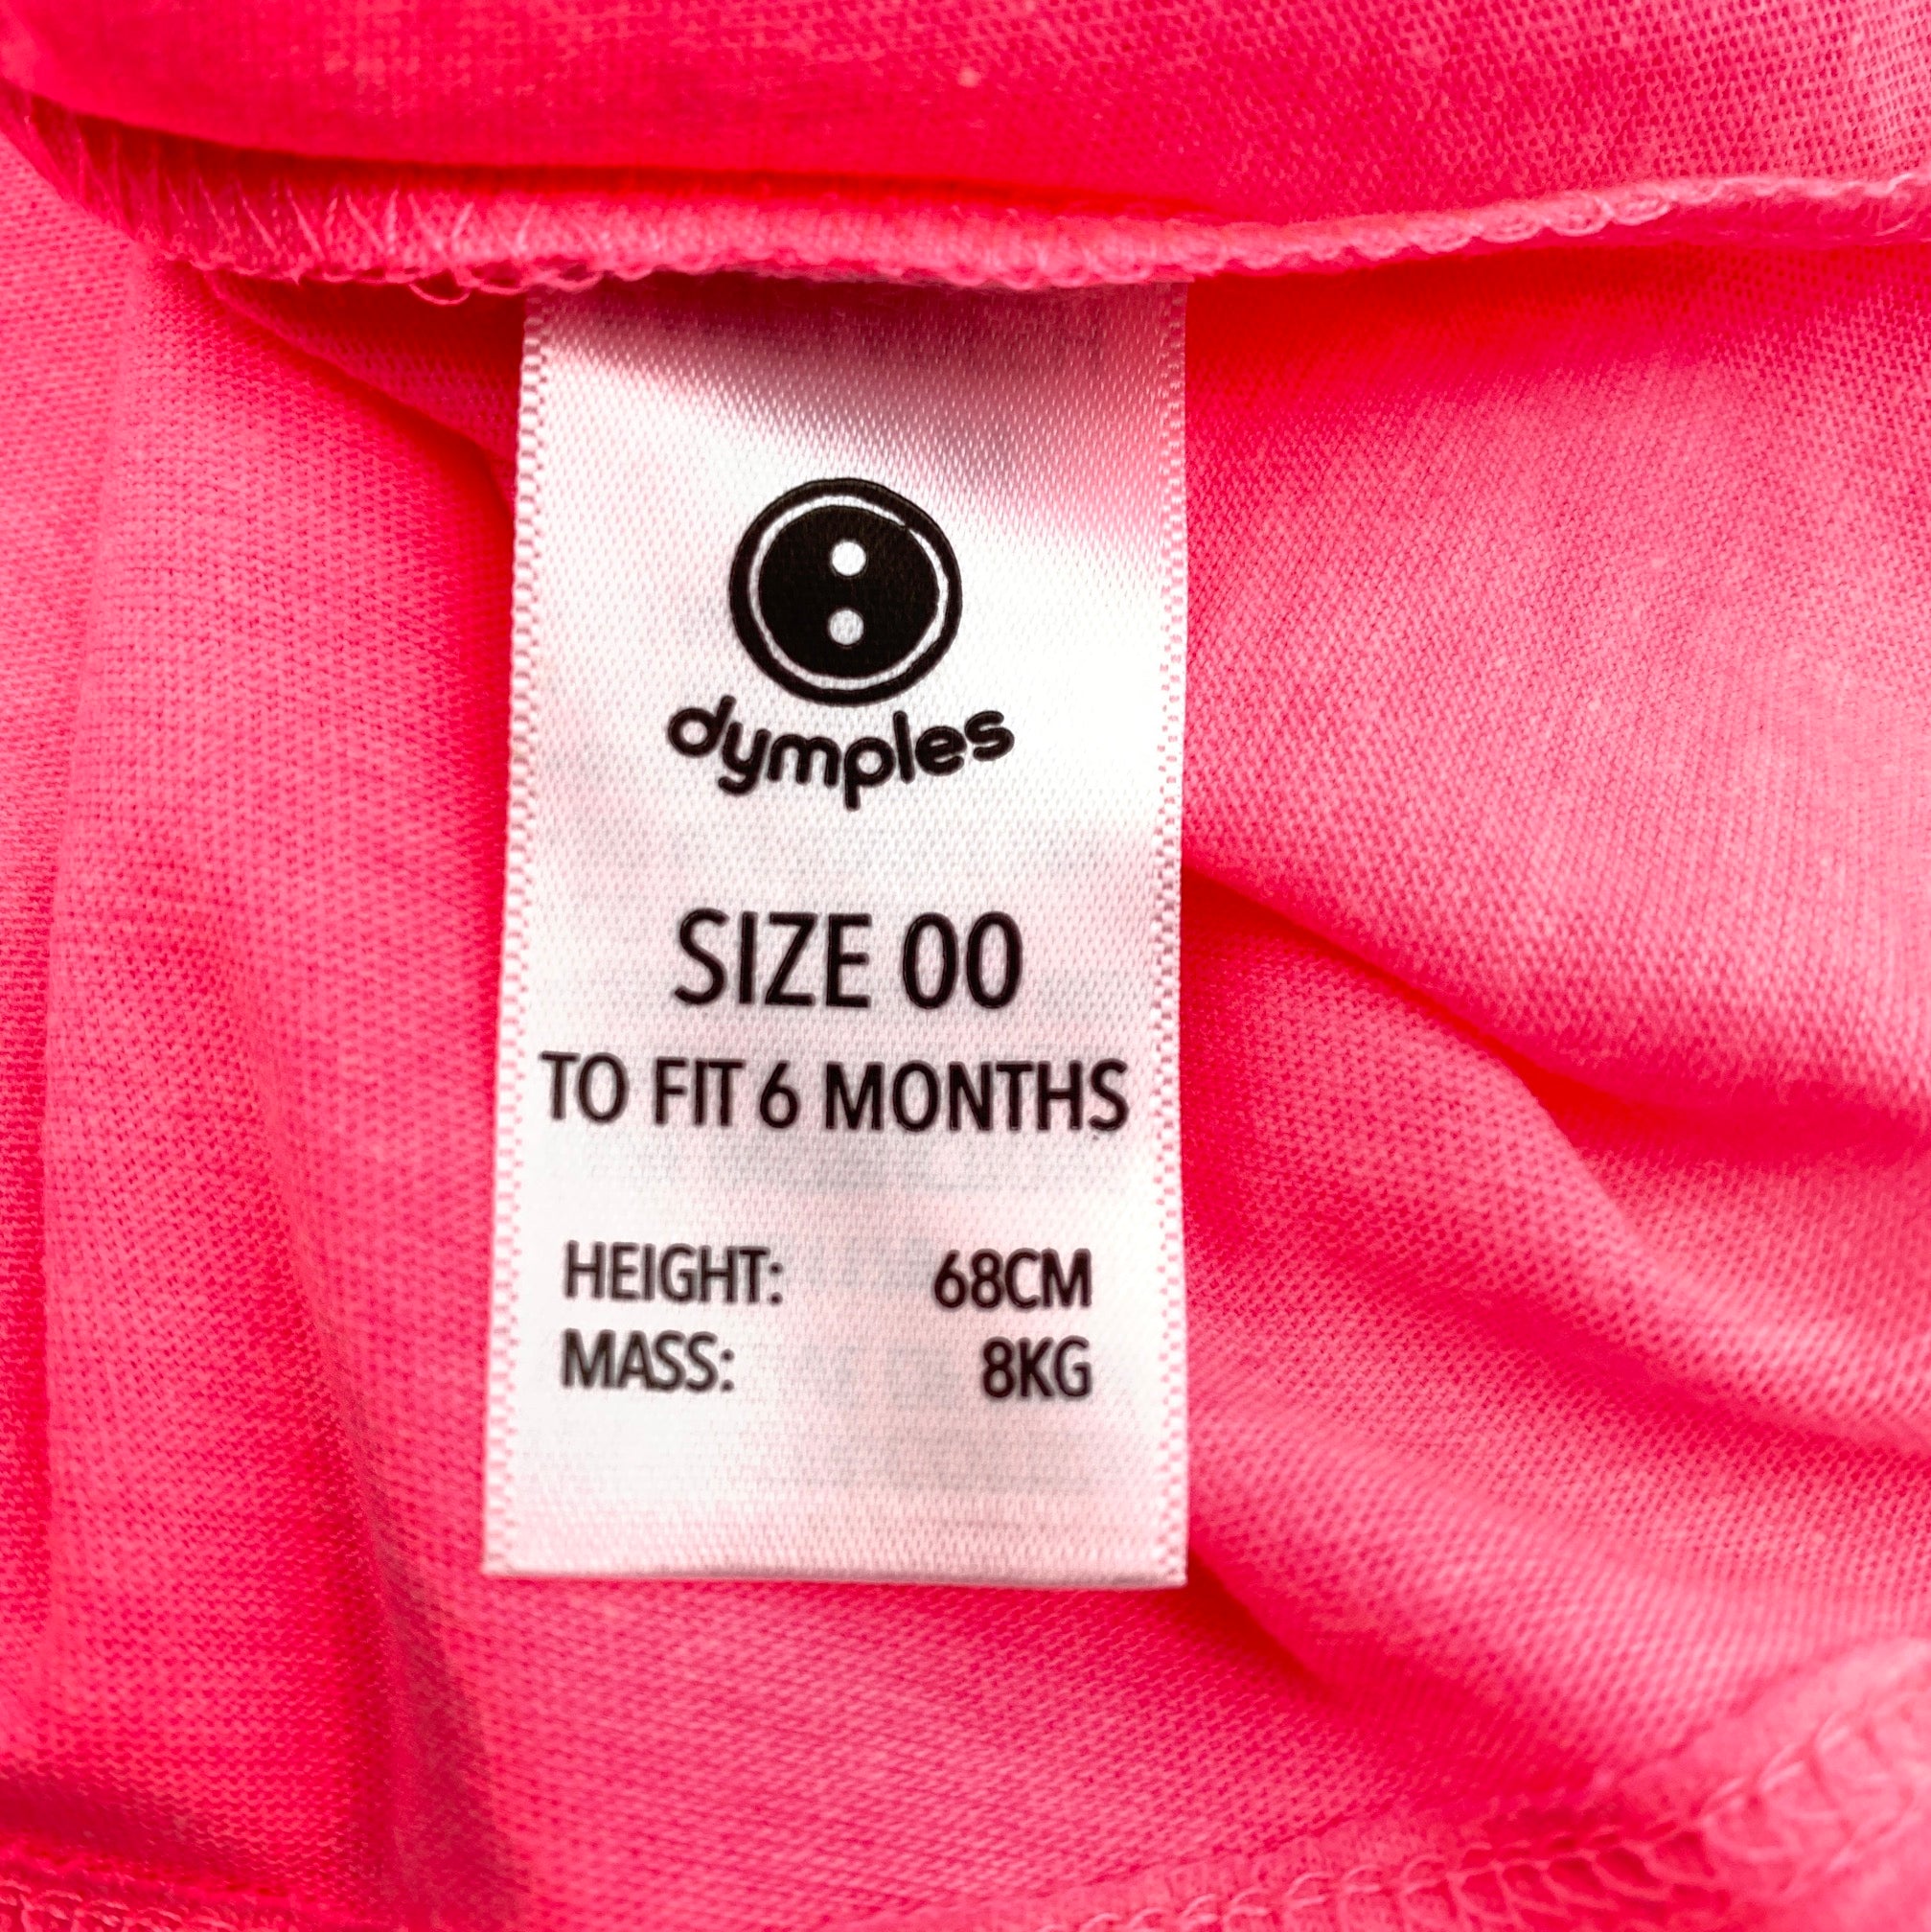 dymples
SIZE 00
TO FIT 6 MONTHS
HEIGHT: 68CM
MASS: 8KG